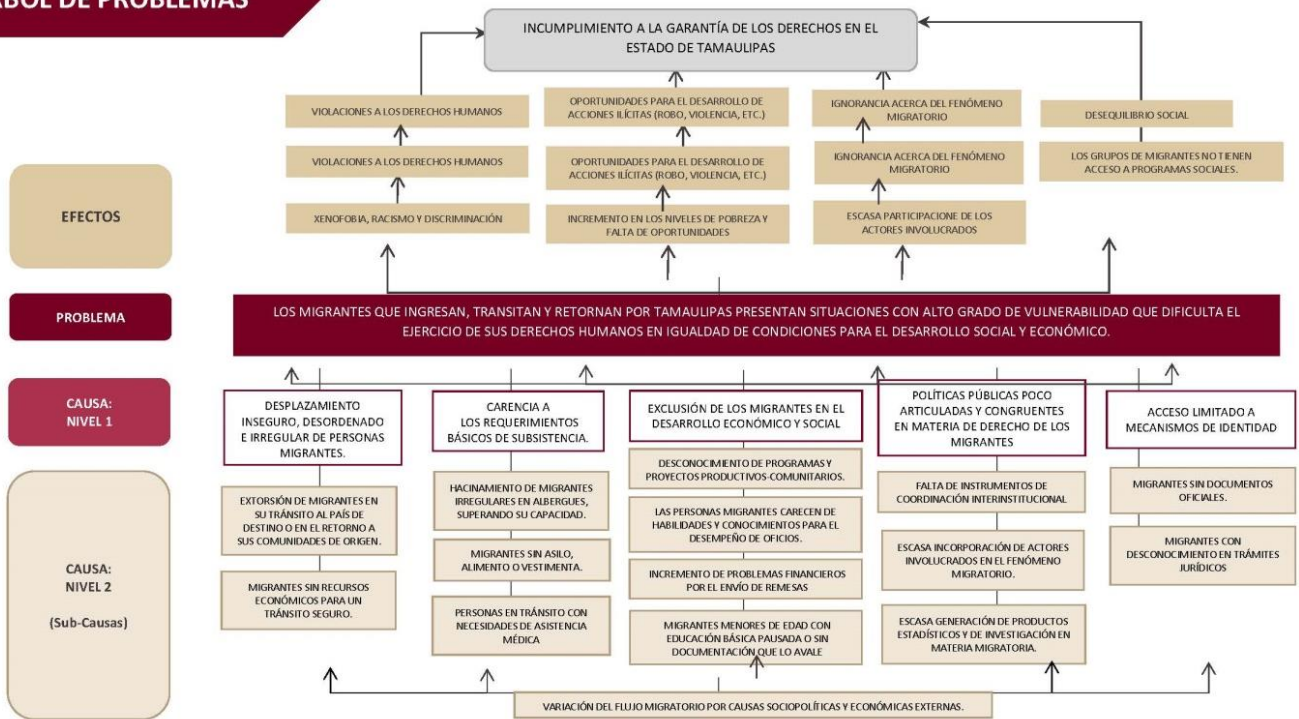 ÁRBOL DE PROBLEMAS
INCUMPLIMIENTO A LA GARANTÍA DE LOS DERECHOS EN EL
ESTADO DE TAMAULIPAS
EFECTOS
VIOLACIONES A LOS DERECHOS HUMANOS
VIOLACIONES A LOS DERECHOS HUMANOS
XENOFOBIA, RACISMO Y DISCRIMINACIÓN
OPORTUNIDADES PARA EL DESARROLLO DE
ACCIONES ILÍCITAS (ROBO, VIOLENCIA, ETC.)
OPORTUNIDADES PARA EL DESARROLLO DE
ACCIONES ILÍCITAS (ROBO, VIOLENCIA, ETC.)
INCREMENTO EN LOS NIVELES DE POBREZA Y
FALTA DE OPORTUNIDADES
IGNORANCIA ACERCA DEL FENÓMENO
MIGRATORIO
IGNORANCIA ACERCA DEL FENÓMENO
MIGRATORIO
ESCASA PARTICIPACIONE DE LOS
ACTORES INVOLUCRADOS
DESEQUILIBRIO SOCIAL
LOS GRUPOS DE MIGRANTES NO TIENEN
ACCESO A PROGRAMAS SOCIALES.
PROBLEMA
LOS MIGRANTES QUE INGRESAN, TRANSITAN Y RETORNAN POR TAMAULIPAS PRESENTAN SITUACIONES CON ALTO GRADO DE VULNERABILIDAD QUE DIFICULTA EL
EJERCICIO DE SUS DERECHOS HUMANOS EN IGUALDAD DE CONDICIONES PARA EL DESARROLLO SOCIAL Y ECONÓMICO.
CAUSA:
NIVEL 1
DESPLAZAMIENTO
INSEGURO, DESORDENADO
E IRREGULAR DE PERSONAS
MIGRANTES.
CARENCIA A
LOS REQUERIMIENTOS
BÁSICOS DE SUBSISTENCIA.
EXCLUSIÓN DE LOS MIGRANTES EN EL
DESARROLLO ECONÓMICO Y SOCIAL
POLÍTICAS PÚBLICAS POCO
ARTICULADAS Y CONGRUENTES
EN MATERIA DE DERECHO DE LOS
MIGRANTES
ACCESO LIMITADO A
MECANISMOS DE IDENTIDAD
CAUSA:
NIVEL 2
(Sub-Causas)
EXTORSIÓN DE MIGRANTES EN
SU TRÁNSITO AL PAÍS DE
DESTINO O EN EL RETORNO A
SUS COMUNIDADES DE ORIGEN.
MIGRANTES SIN RECURSOS
ECONÓMICOS PARA UN
TRÁNSITO SEGURO.
HACINAMIENTO DE MIGRANTES
IRREGULARES EN ALBERGUES,
SUPERANDO SU CAPACIDAD.
MIGRANTES SIN ASILO,
ALIMENTO O VESTIMENTA.
PERSONAS EN TRÁNSITO CON
NECESIDADES DE ASISTENCIA
MÉDICA
DESCONOCIMIENTO DE PROGRAMAS Y
PROYECTOS PRODUCTIVOS-COMUNITARIOS.
LAS PERSONAS MIGRANTES CARECEN DE
HABILIDADES Y CONOCIMIENTOS PARA EL
DESEMPEÑO DE OFICIOS.
INCREMENTO DE PROBLEMAS FINANCIEROS
POR EL ENVÍO DE REMESAS
MIGRANTES MENORES DE EDAD CON
EDUCACIÓN BÁSICA PAUSADA O SIN
DOCUMENTACIÓN QUE LO AVALE
FALTA DE INSTRUMENTOS DE
COORDINACIÓN INTERINSTITUCIONAL
ESCASA INCORPORACIÓN DE ACTORES
INVOLUCRADOS EN EL FENÓMENO
MIGRATORIO.
ESCASA GENERACIÓN DE PRODUCTOS
ESTADÍSTICOS Y DE INVESTIGACIÓN EN
MATERIA MIGRATORIA.
MIGRANTES SIN DOCUMENTOS
OFICIALES.
MIGRANTES CON
DESCONOCIMIENTO EN TRÁMITES
JURÍDICOS
VARIACIÓN DEL FLUJO MIGRATORIO POR CAUSAS SOCIOPOLÍTICAS Y ECONÓMICAS EXTERNAS.